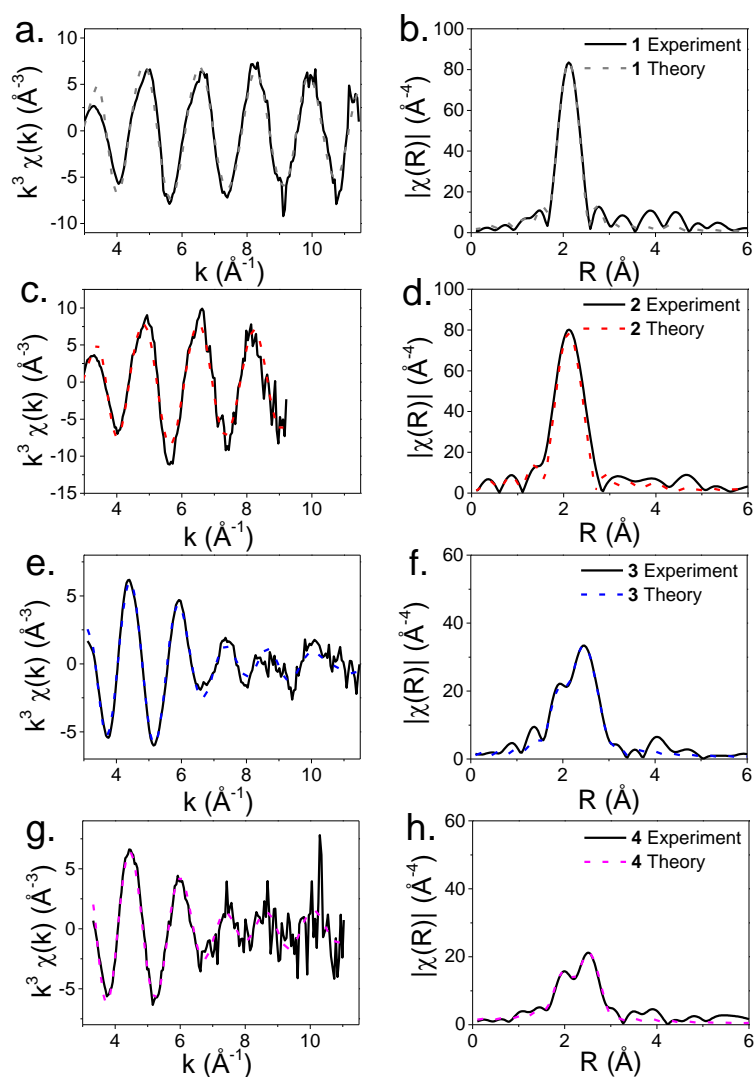 a.
k³ χ(k) (Å⁻³)
10
5
0
-5
-10
4 6 8 10
k (Å⁻¹)
b.
|χ(R)| (Å⁻⁴)
100
80
60
40
20
0
0 2 4 6
R (Å)
1 Experiment
1 Theory
c.
k³ χ(k) (Å⁻³)
15
10
5
0
-5
-10
-15
4 6 8 10
k (Å⁻¹)
d.
|χ(R)| (Å⁻⁴)
100
80
60
40
20
0
0 2 4 6
R (Å)
2 Experiment
2 Theory
e.
k³ χ(k) (Å⁻³)
5
0
-5
4 6 8 10
k (Å⁻¹)
f.
|χ(R)| (Å⁻⁴)
60
40
20
0
0 2 4 6
R (Å)
3 Experiment
3 Theory
g.
k³ χ(k) (Å⁻³)
5
0
-5
4 6 8 10
k (Å⁻¹)
h.
|χ(R)| (Å⁻⁴)
60
40
20
0
0 2 4 6
R (Å)
4 Experiment
4 Theory